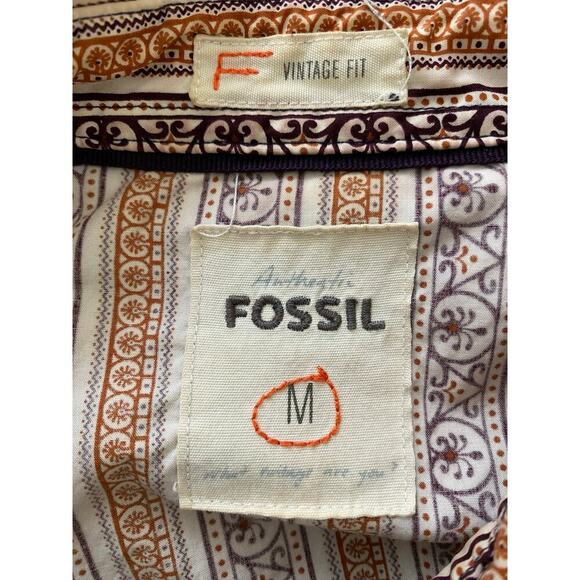 F VINTAGE FIT
Authentic
FOSSIL
M
What vintage are you?